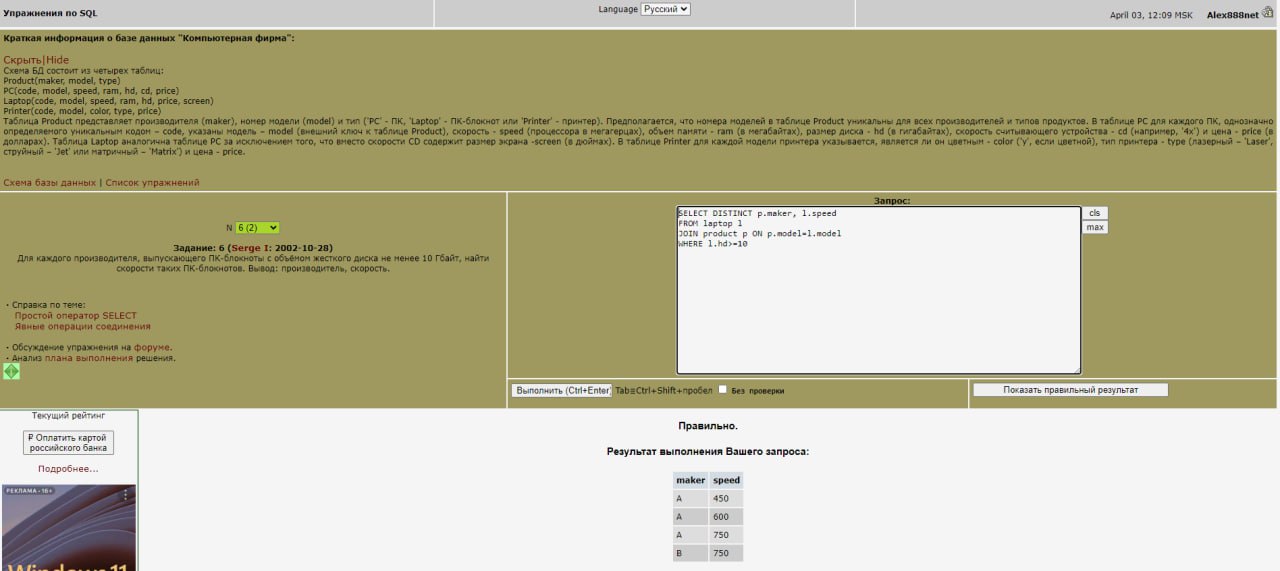 Упражнения по SQL
Language Русский
April 03, 12:09 MSK Alex888net
Краткая информация о базе данных "Компьютерная фирма":
Скрыть|Hide
Схема БД состоит из четырех таблиц:
Product(maker, model, type)
PC(code, model, speed, ram, hd, cd, price)
Laptop(code, model, speed, ram, hd, price, screen)
Printer(code, model, color, type, price)
Таблица Product представляет производителя (maker), номер модели (model) и тип ('PC' - ПК, 'Laptop' - ПК-блокнот или 'Printer' - принтер). Предполагается, что номера моделей в таблице Product уникальны для всех производителей и типов продуктов. В таблице PC для каждого ПК, однозначно
определяемого уникальным кодом – code, указаны модель – model (внешний ключ к таблице Product), скорость - speed (процессора в мегагерцах), объем памяти - ram (в мегабайтах), размер диска - hd (в гигабайтах), скорость считывающего устройства - cd (например, '4x') и цена - price (в
долларах). Таблица Laptop аналогична таблице РС за исключением того, что вместо скорости CD содержит размер экрана -screen (в дюймах). В таблице Printer для каждой модели принтера указывается, является ли он цветным - color ('y', если цветной), тип принтера - type (лазерный – 'Laser',
струйный – 'Jet' или матричный – 'Matrix') и цена - price.
Схема базы данных | Список упражнений
N 6 (2)
Задание: 6 (Serge I: 2002-10-28)
Для каждого производителя, выпускающего ПК-блокноты c объёмом жесткого диска не менее 10 Гбайт, найти
скорости таких ПК-блокнотов. Вывод: производитель, скорость.
· Справка по теме:
Простой оператор SELECT
Явные операции соединения
· Обсуждение упражнения на форуме.
· Анализ плана выполнения решения.
Запрос:
SELECT DISTINCT p.maker, l.speed
FROM laptop l
JOIN product p ON p.model=l.model
WHERE l.hd>=10
cls
max
Выполнить (Ctrl+Enter) Tab≡Ctrl+Shift+пробел Без проверки
Показать правильный результат
Текущий рейтинг
₽ Оплатить картой
российского банка
Подробнее...
РЕКЛАМА • 16+
Windows 11
Правильно.
Результат выполнения Вашего запроса:
maker speed
A 450
A 600
A 750
B 750